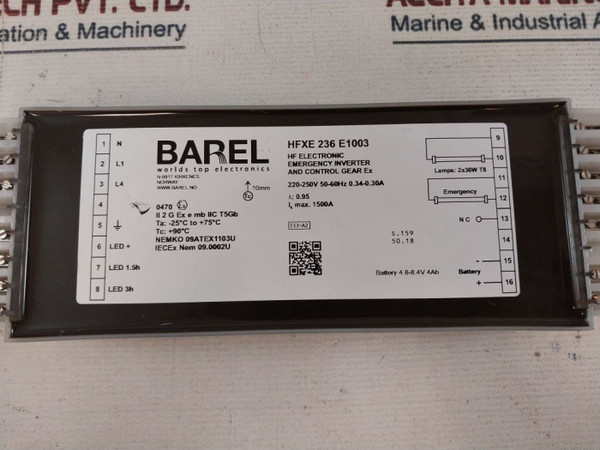 PVT. LTD.
ation & Machinery
Marine & Industrial A
BAREL
worlds top electronics
N-9917 KIRKENES
NORWAY
WWW.BAREL.NO
10mm
0470 Ex
II 2 G Ex e mb IIC T5Gb
Ta: -25°C to +75°C
Tc: +90°C
NEMKO 09ATEX1103U
IECEx Nem 09.0002U
HFXE 236 E1003
HF ELECTRONIC
EMERGENCY INVERTER
AND CONTROL GEAR Ex
220-250V 50-60Hz 0.34-0.30A
λ: 0.95
max. 1500A
E13-A2
1 N
2 L1
3 L4
4
5
6 LED +
7 LED 1.5h
8 LED 3h
9
10
Lamps: 2x36W T8
11
Emergency
12
N C 13
S.159
50.18
14
- Battery 15
Battery 4.8-8.4V 4Ah
+ 16